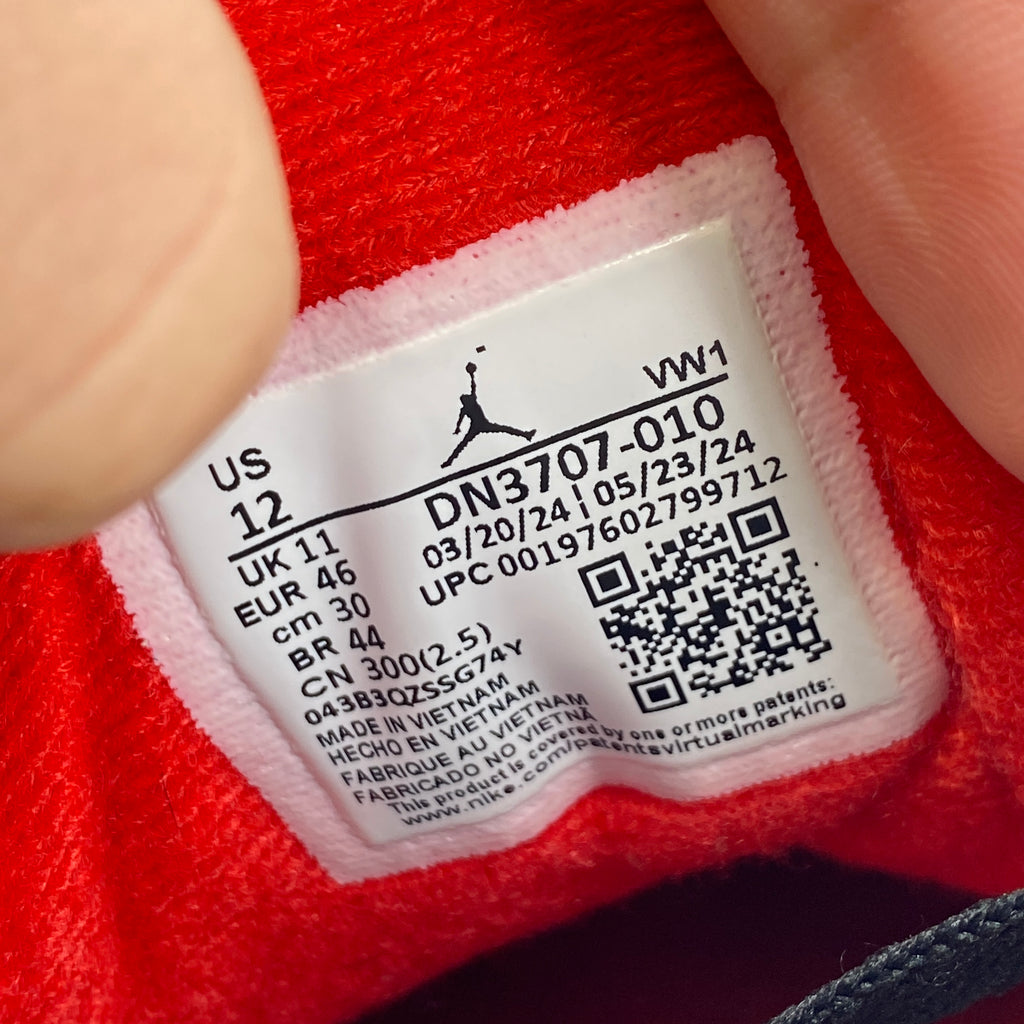 VW1
US
12
DN3707-010
03/20/24 05/23/24
UPC 00197602799712
UK 11
EUR 46
cm 30
BR 44
CN 300(2.5)
043B3QZSSG74Y
MADE IN VIETNAM
HECHO EN VIETNAM
FABRIQUE AU VIETNAM
FABRICADO NO VIETNÃ
This product is covered by one or more patents:
www.nike.com/patentsvirtualmarking